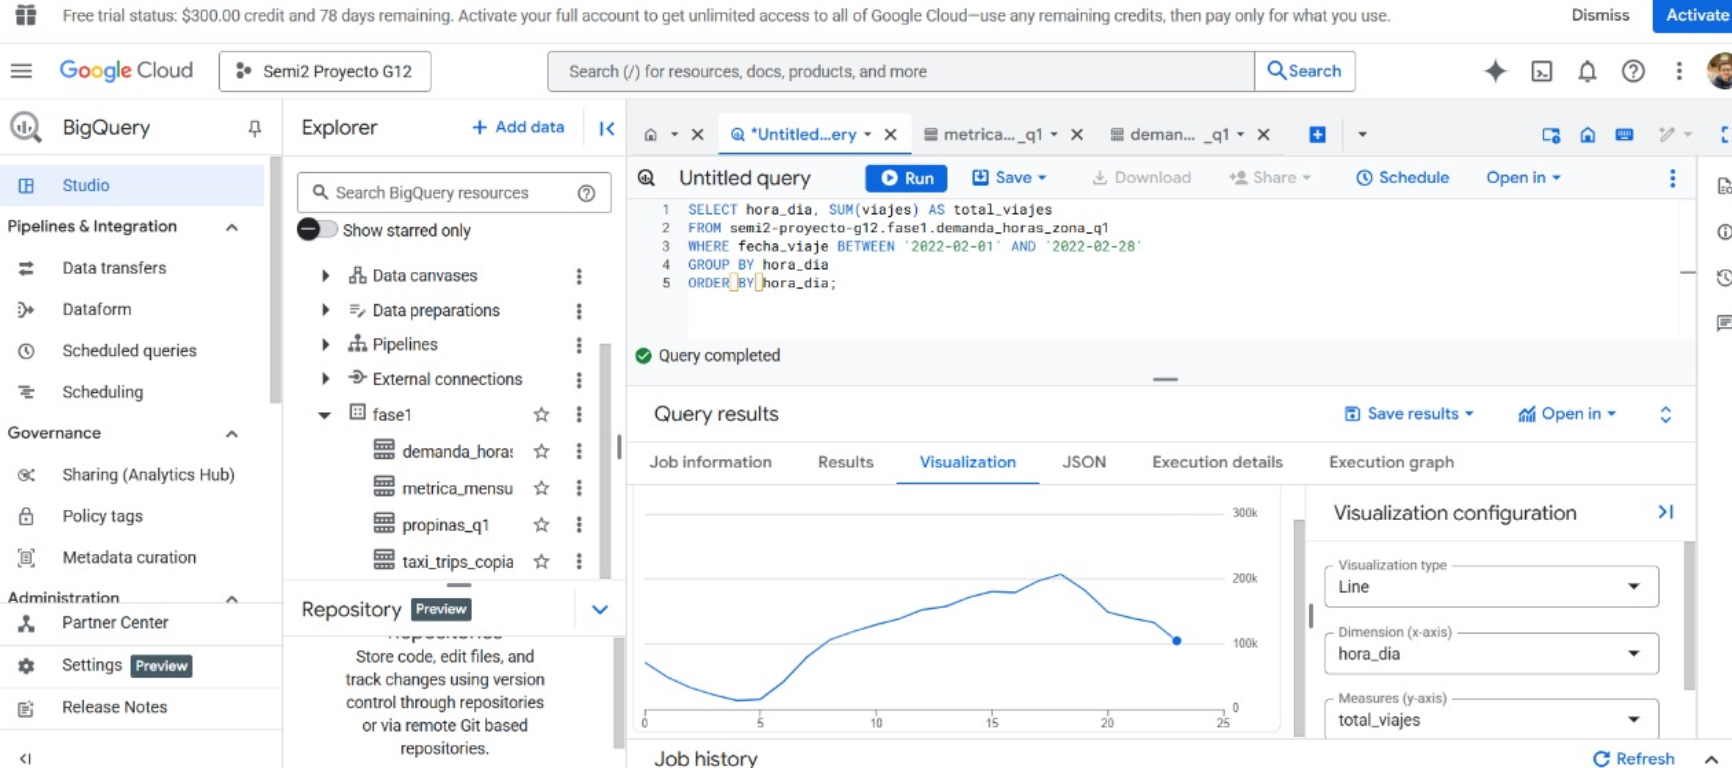 Free trial status: $300.00 credit and 78 days remaining. Activate your full account to get unlimited access to all of Google Cloud—use any remaining credits, then pay only for what you use.
Dismiss
Activate
Google Cloud
Semi2 Proyecto G12
Search (/) for resources, docs, products, and more
Search
BigQuery
Studio
Pipelines & Integration
Data transfers
Dataform
Scheduled queries
Scheduling
Governance
Sharing (Analytics Hub)
Policy tags
Metadata curation
Administration
Partner Center
Settings Preview
Release Notes
Explorer
+ Add data
Search BigQuery resources
Show starred only
Data canvases
Data preparations
Pipelines
External connections
fase1
demanda_horas
metrica_mensu
propinas_q1
taxi_trips_copia
Repository Preview
Store code, edit files, and
track changes using version
control through repositories
or via remote Git based
repositories.
*Untitled...ery
metrica..._q1
deman... _q1
Untitled query
Run
Save
Download
Share
Schedule
Open in
1 SELECT hora_dia, SUM(viajes) AS total_viajes
2 FROM semi2-proyecto-g12.fase1.demanda_horas_zona_q1
3 WHERE fecha_viaje BETWEEN '2022-02-01' AND '2022-02-28'
4 GROUP BY hora_dia
5 ORDER BY hora_dia;
Query completed
Query results
Save results
Open in
Job information
Results
Visualization
JSON
Execution details
Execution graph
300k
200k
100k
0
0 5 10 15 20 25
Visualization configuration
Visualization type
Line
Dimension (x-axis)
hora_dia
Measures (y-axis)
total_viajes
Job history
Refresh